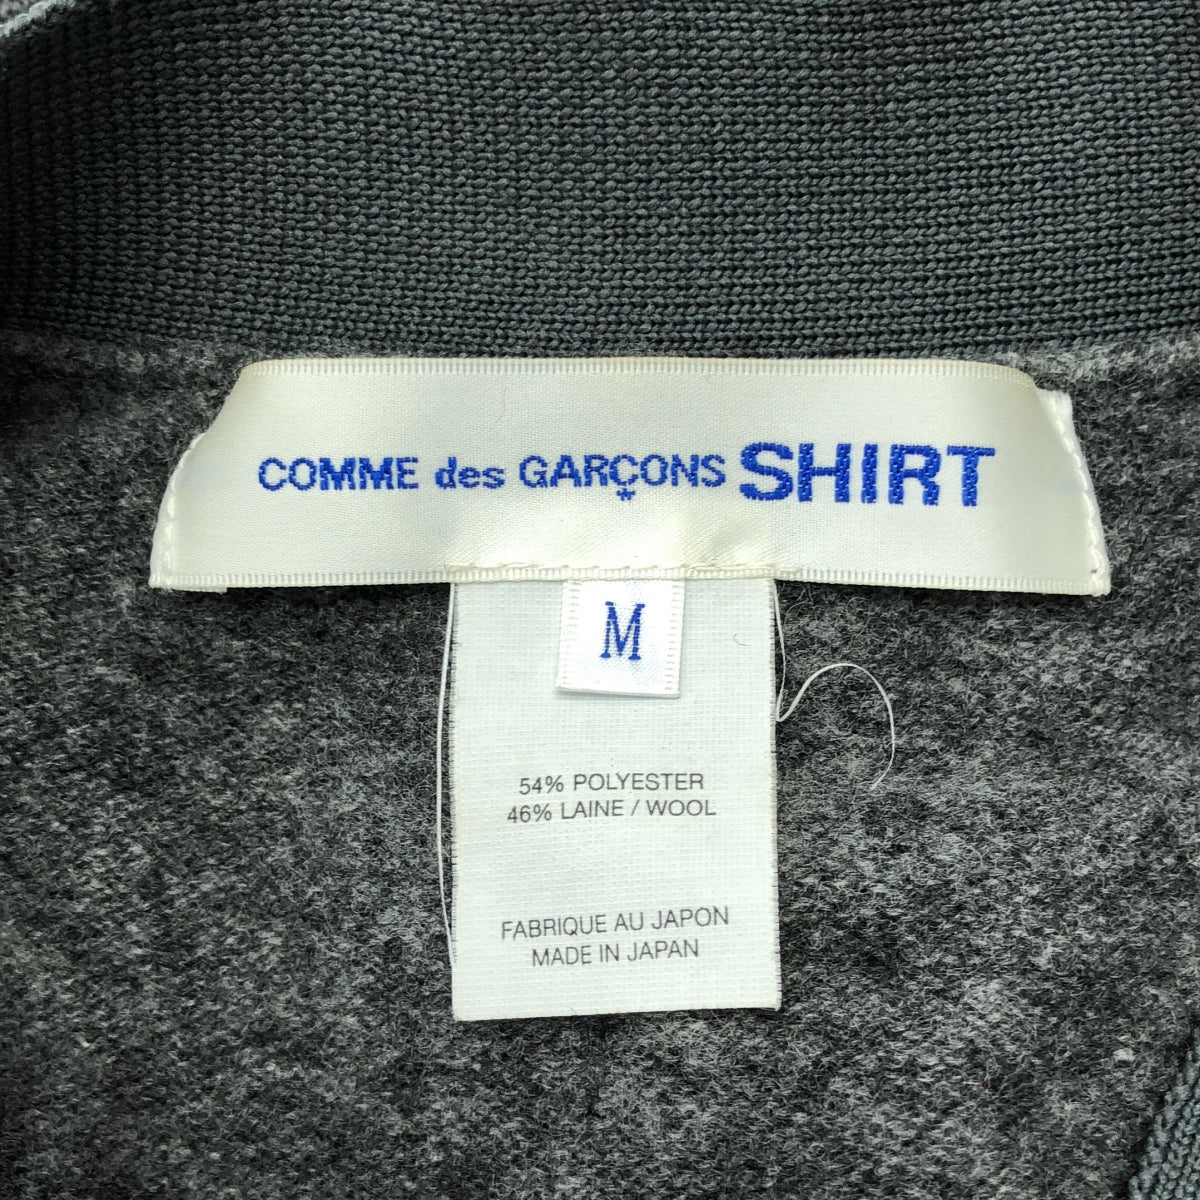 COMME des GARÇONS SHIRT
M
54% POLYESTER
46% LAINE / WOOL
FABRIQUE AU JAPON
MADE IN JAPAN